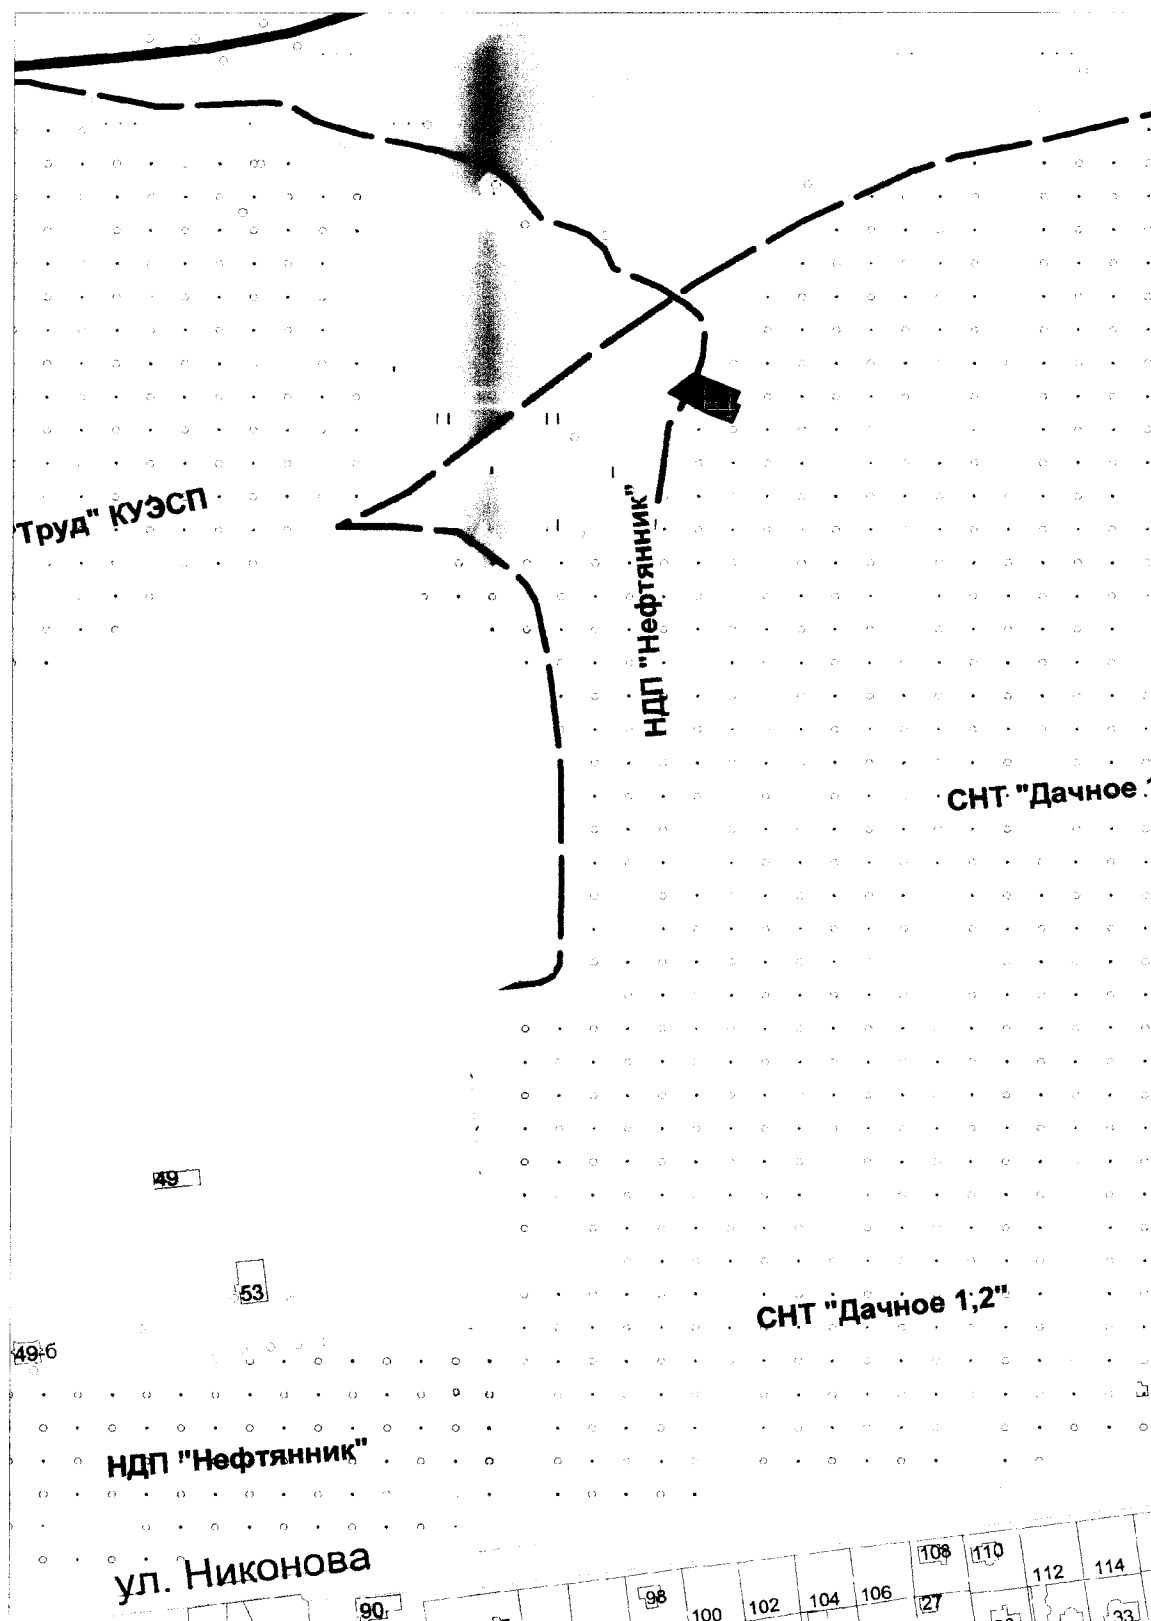 "Труд" КУЭСП
НДП "Нефтянник"
СНТ "Дачное
49
53
СНТ "Дачное 1,2"
49-б
НДП "Нефтянник"
ул. Никонова
90
98
100
102
104
106
108
110
112
114
27
33